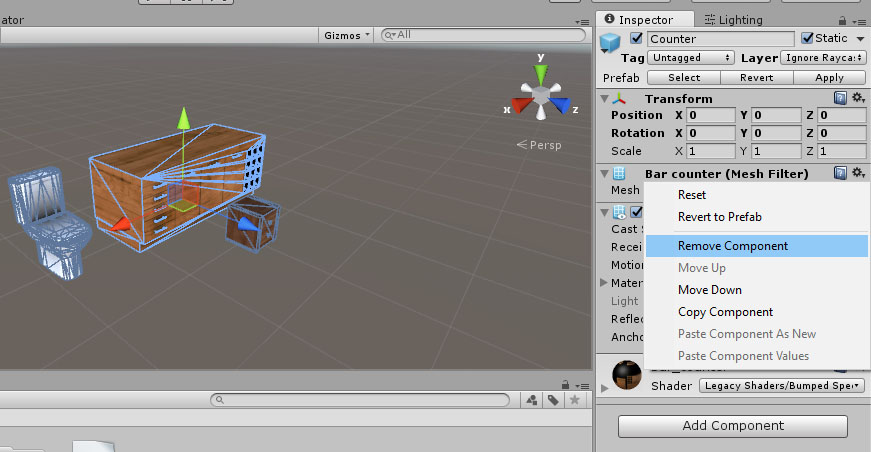 ator
Gizmos
All
y
x
z
Persp
Inspector
Lighting
Counter
Static
Tag Untagged Layer Ignore Raycas
Prefab Select Revert Apply
Transform
Position X 0 Y 0 Z 0
Rotation X 0 Y 0 Z 0
Scale X 1 Y 1 Z 1
Bar counter (Mesh Filter)
Mesh
Cast S
Recei
Motion
Mater
Light
Reflec
Ancho
Reset
Revert to Prefab
Remove Component
Move Up
Move Down
Copy Component
Paste Component As New
Paste Component Values
Shader Legacy Shaders/Bumped Spe
Add Component